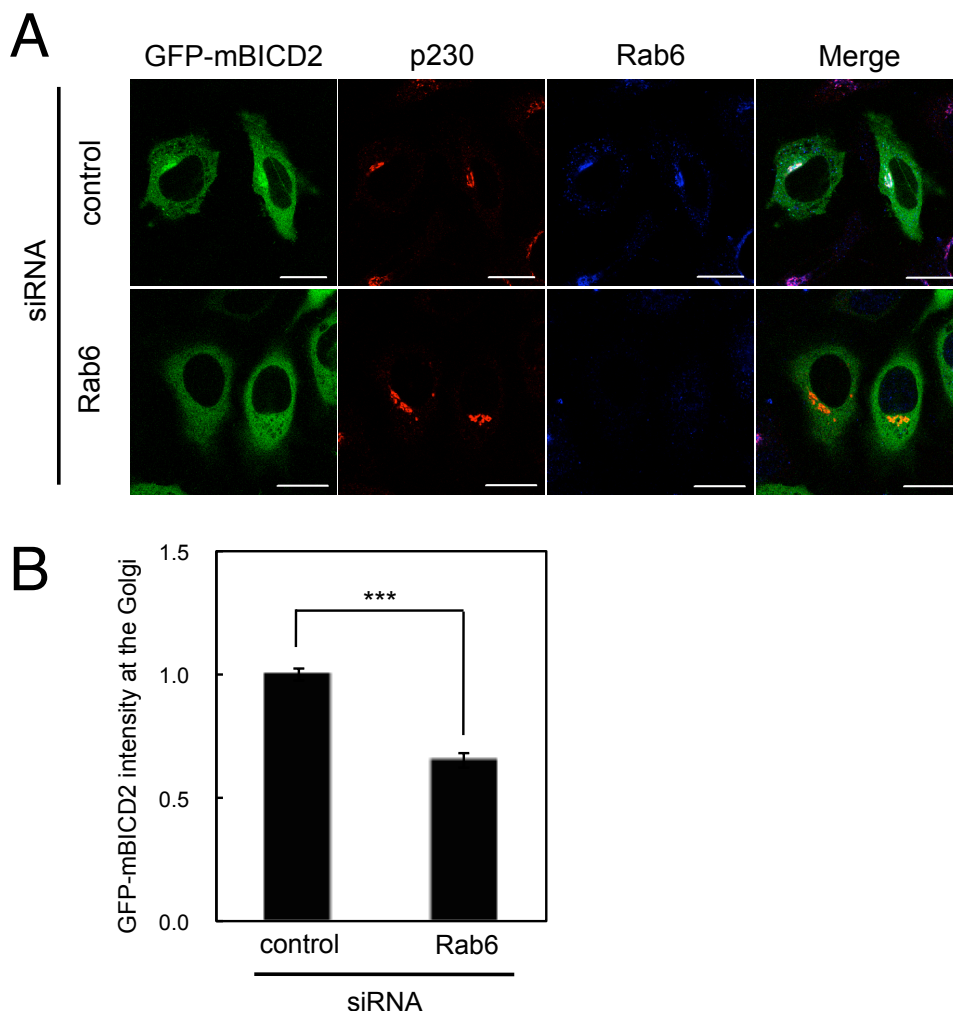 A
GFP-mBICD2 p230 Rab6 Merge
siRNA
control
Rab6
B
GFP-mBICD2 intensity at the Golgi
1.5
***
1.0
0.5
0.0
control Rab6
siRNA